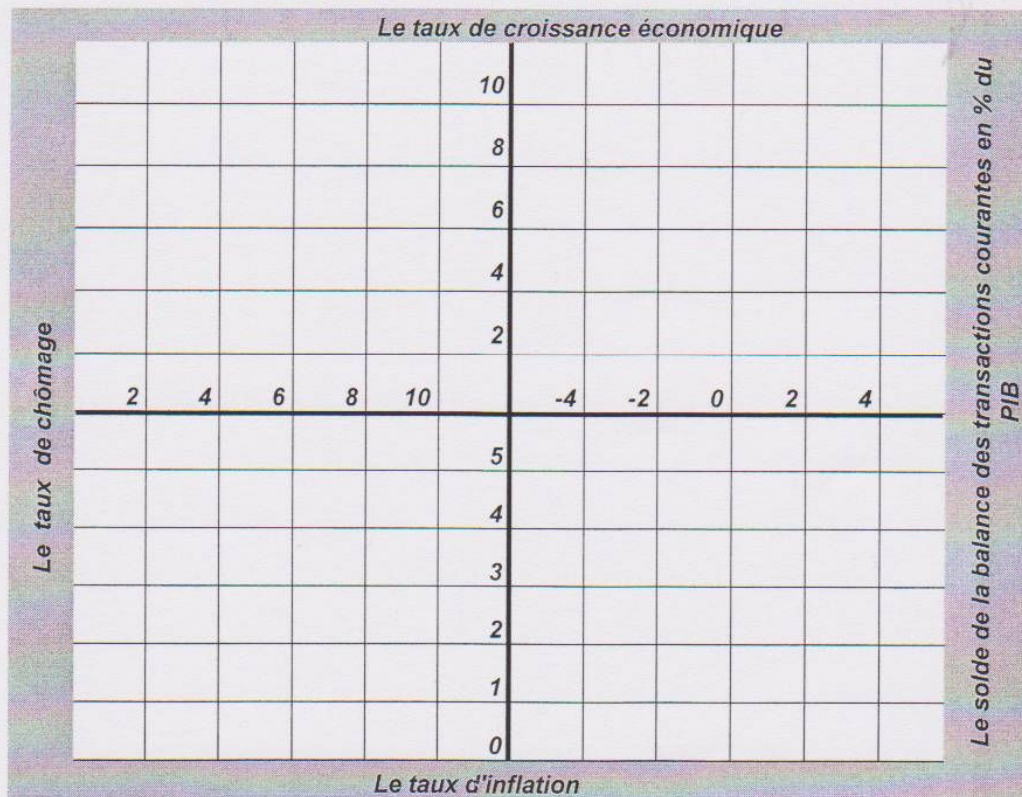 Le taux de croissance économique
10
8
6
4
2
2 4 6 8 10 -4 -2 0 2 4
5
4
3
2
1
0
Le taux d'inflation
Le taux de chômage
Le solde de la balance des transactions courantes en % du
PIB